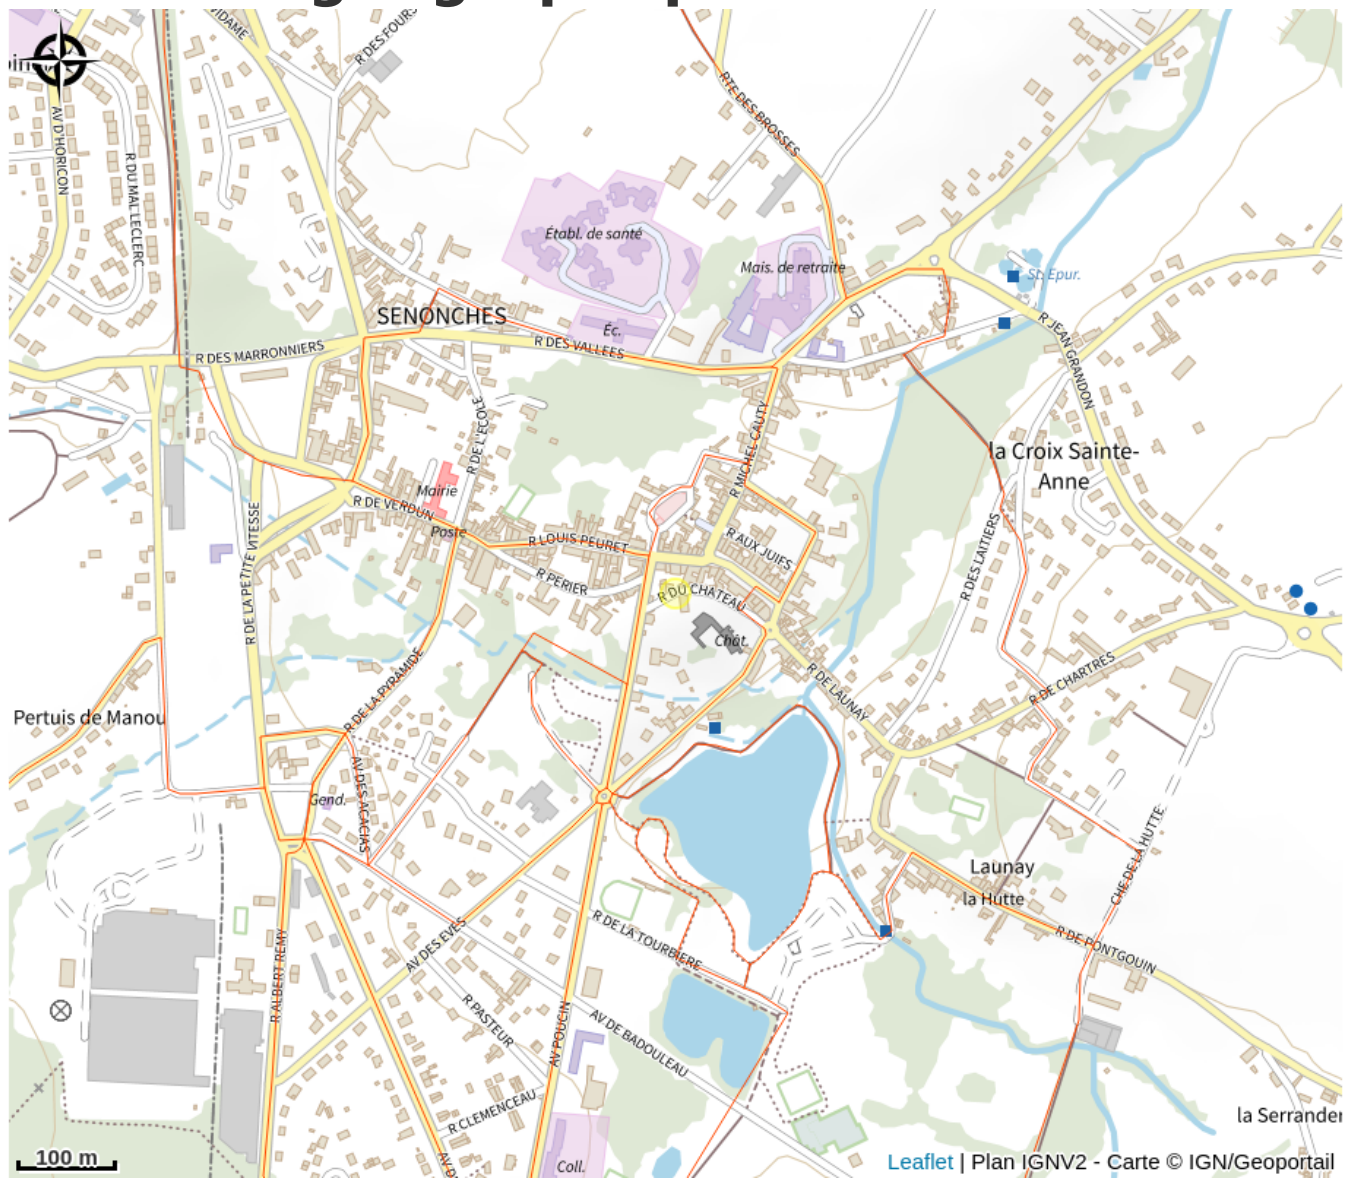 VIDAME
R DES FOURS
RTE DES BROSSES
AV D'HORICON
R DU MAL LECLERC
Établ. de santé
Mais. de retraite
St. Épur.
SENONCHES
Éc.
R DES VALLEES
R DES MARRONNIERS
R JEAN GRANDON
R DE L'ECOLE
R MICHEL CAUTY
la Croix Sainte-
Anne
Mairie
R DE VERDUN
Poste
R LOUIS PEURET
R AUX JUIFS
R DE LA PETITE VITESSE
R PERIER
R DU CHATEAU
R DES LAITIERS
Chât.
R DE LA PYRAMIDE
R DE LAUNAY
R DE CHARTRES
Pertuis de Manou
AV DES ACACIAS
Gend.
CHE DE LA HUTTE
Launay
la Hutte
AV DES EVES
R DE LA TOURBIERE
R DE PONTGOUIN
R ALBERT REMY
R PASTEUR
AV POUCIN
AV DE BADOULEAU
R CLEMENCEAU
la Serrander
Coll.
100 m
Leaflet | Plan IGNV2 - Carte © IGN/Geoportail